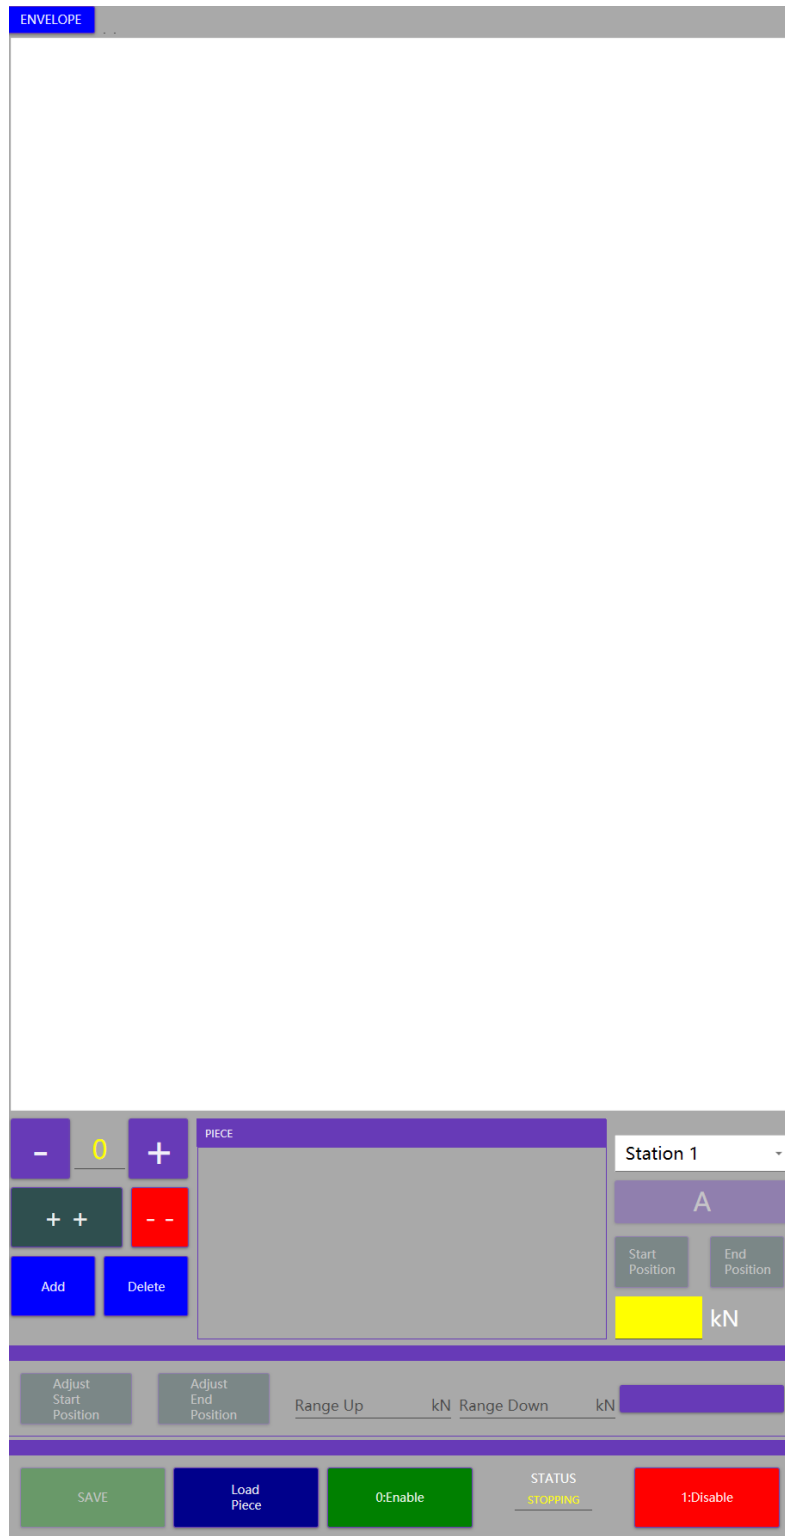 ENVELOPE
- 0 +
PIECE
Station 1
+ +
- -
A
Start
Position
End
Position
Add
Delete
kN
Adjust
Start
Position
Adjust
End
Position
Range Up kN
Range Down kN
SAVE
Load
Piece
0:Enable
STATUS
STOPPING
1:Disable